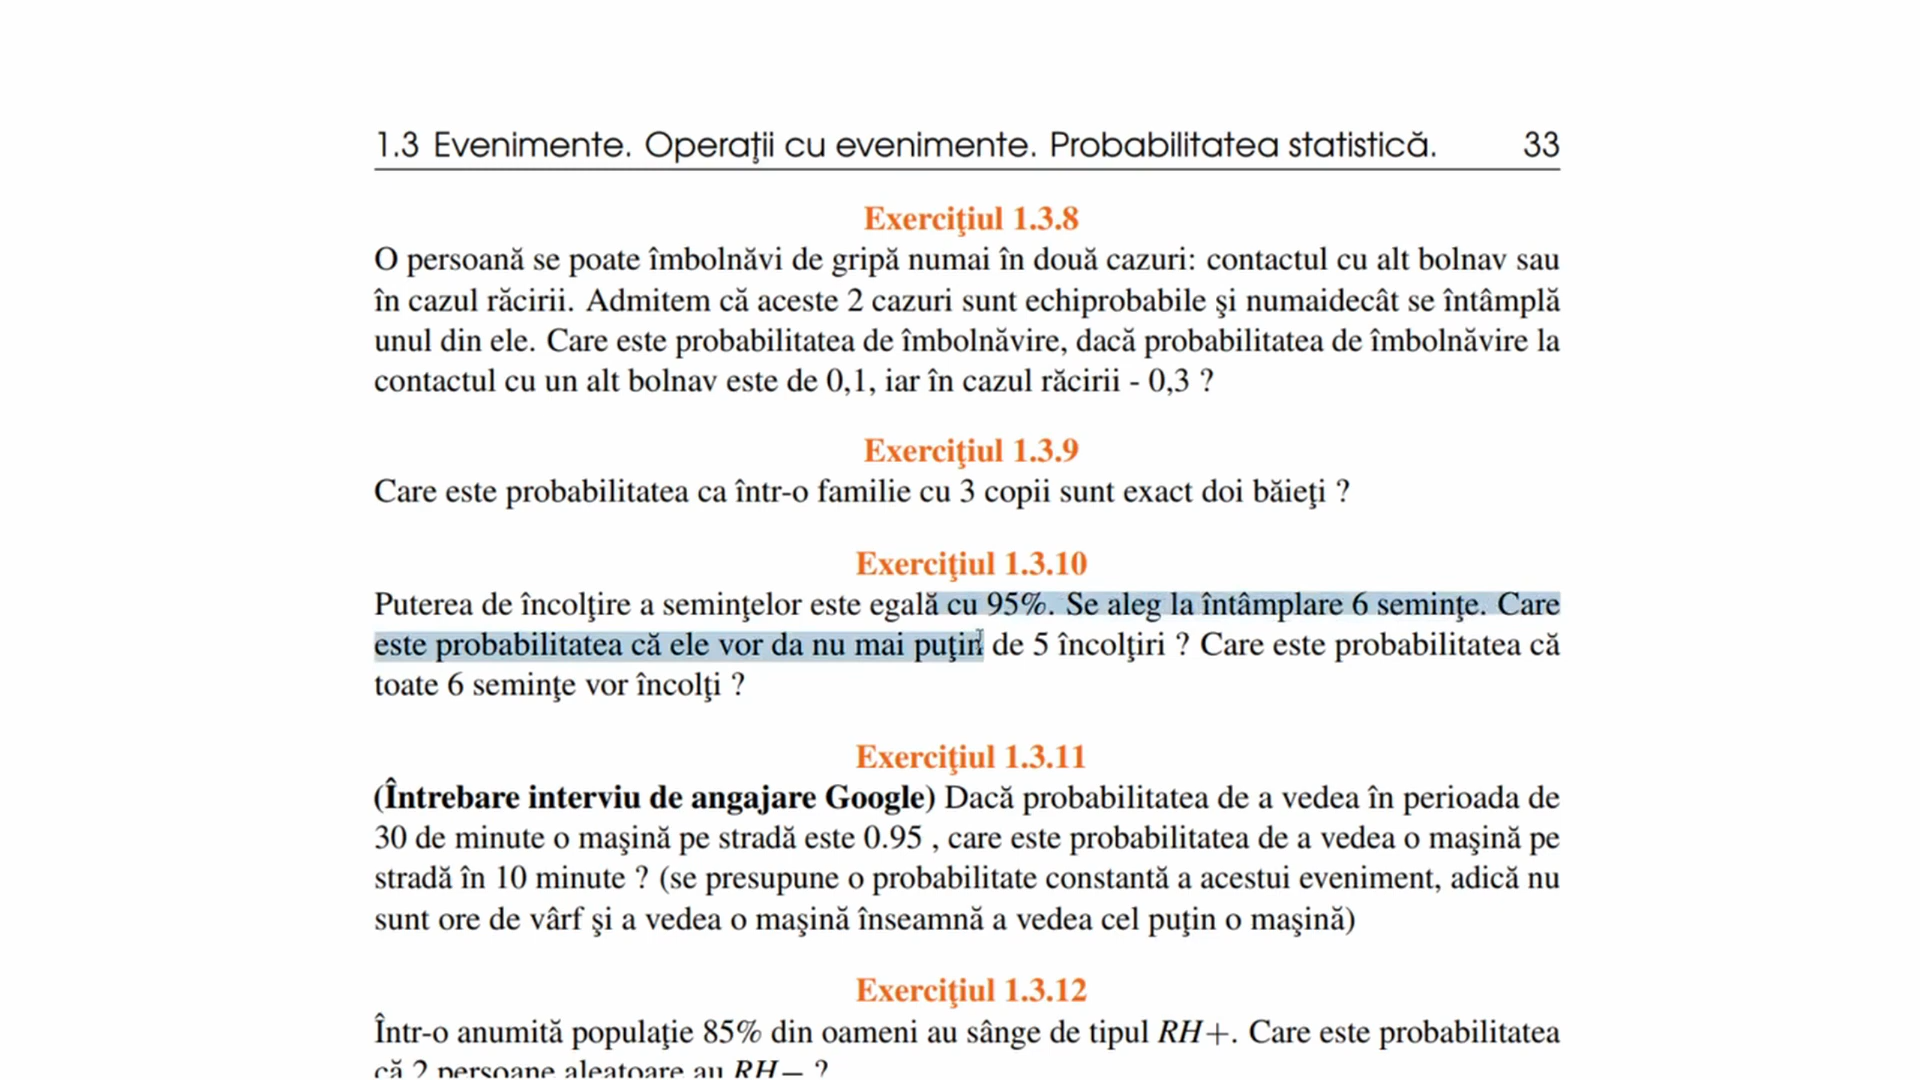 1.3 Evenimente. Operaţii cu evenimente. Probabilitatea statistică. 33
Exerciţiul 1.3.8
O persoană se poate îmbolnăvi de gripă numai în două cazuri: contactul cu alt bolnav sau
în cazul răcirii. Admitem că aceste 2 cazuri sunt echiprobabile şi numaidecât se întâmplă
unul din ele. Care este probabilitatea de îmbolnăvire, dacă probabilitatea de îmbolnăvire la
contactul cu un alt bolnav este de 0,1, iar în cazul răcirii - 0,3 ?
Exerciţiul 1.3.9
Care este probabilitatea ca într-o familie cu 3 copii sunt exact doi băieţi ?
Exerciţiul 1.3.10
Puterea de încolţire a seminţelor este egală cu 95%. Se aleg la întâmplare 6 seminţe. Care
este probabilitatea că ele vor da nu mai puţin de 5 încolţiri ? Care este probabilitatea că
toate 6 seminţe vor încolţi ?
Exerciţiul 1.3.11
(Întrebare interviu de angajare Google) Dacă probabilitatea de a vedea în perioada de
30 de minute o maşină pe stradă este 0.95 , care este probabilitatea de a vedea o maşină pe
stradă în 10 minute ? (se presupune o probabilitate constantă a acestui eveniment, adică nu
sunt ore de vârf şi a vedea o maşină înseamnă a vedea cel puţin o maşină)
Exerciţiul 1.3.12
Într-o anumită populaţie 85% din oameni au sânge de tipul RH+. Care este probabilitatea
că 2 persoane aleatoare au RH− ?